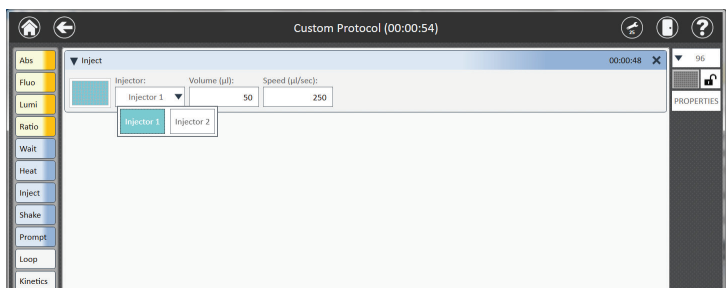 Custom Protocol (00:00:54)
25
?
Abs
Fluo
Lumi
Ratio
Wait
Heat
Inject
Shake
Prompt
Loop
Kinetics
Inject
00:00:48 X
Injector: Volume (µl): Speed (µl/sec):
Injector 1 50 250
Injector 1 Injector 2
96
PROPERTIES